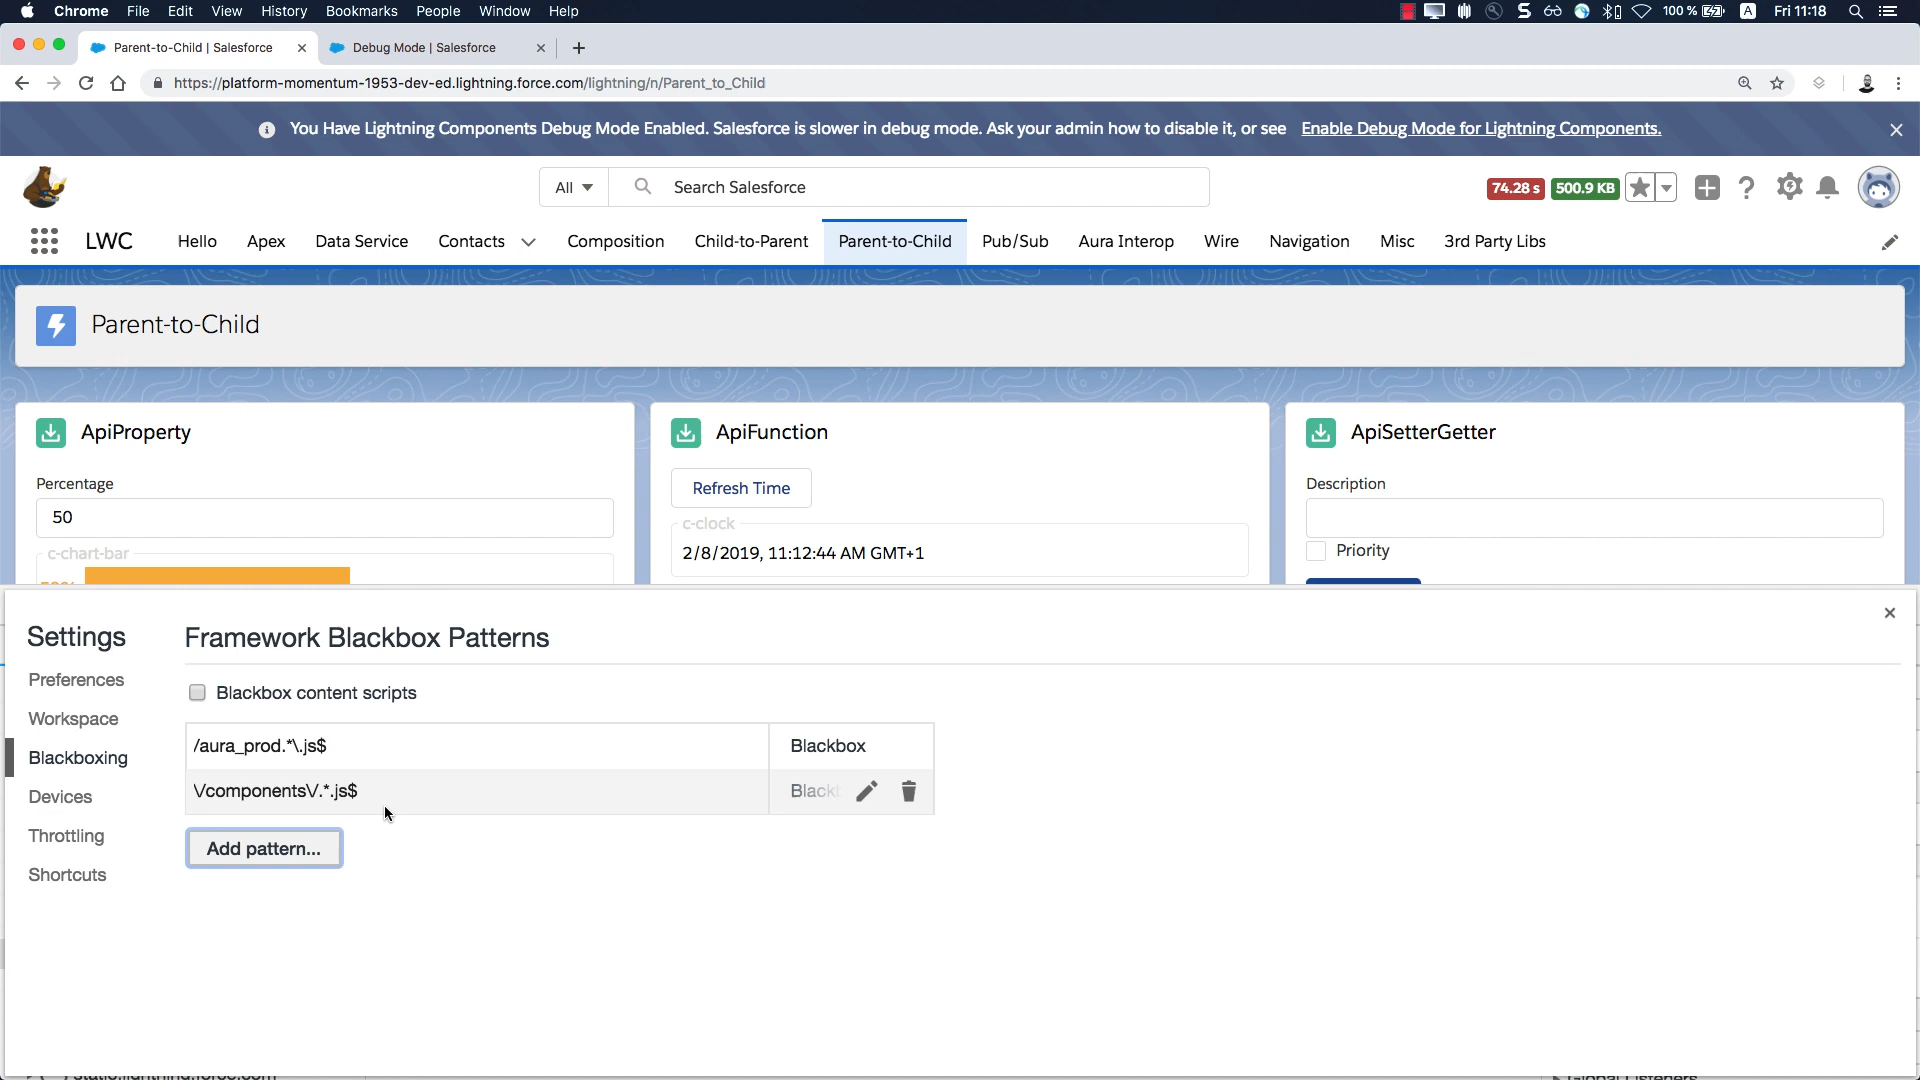 Chrome File Edit View History Bookmarks People Window Help 100 % A Fri 11:18
Parent-to-Child | Salesforce Debug Mode | Salesforce
https://platform-momentum-1953-dev-ed.lightning.force.com/lightning/n/Parent_to_Child
You Have Lightning Components Debug Mode Enabled. Salesforce is slower in debug mode. Ask your admin how to disable it, or see Enable Debug Mode for Lightning Components.
All Search Salesforce 74.28 s 500.9 KB
LWC Hello Apex Data Service Contacts Composition Child-to-Parent Parent-to-Child Pub/Sub Aura Interop Wire Navigation Misc 3rd Party Libs
Parent-to-Child
ApiProperty
Percentage
50
c-chart-bar
ApiFunction
Refresh Time
c-clock
2/8/2019, 11:12:44 AM GMT+1
ApiSetterGetter
Description
Priority
Settings
Preferences
Workspace
Blackboxing
Devices
Throttling
Shortcuts
Framework Blackbox Patterns
Blackbox content scripts
/aura_prod.*\.js$ Blackbox
\/components\/.*.js$ Blackb
Add pattern...